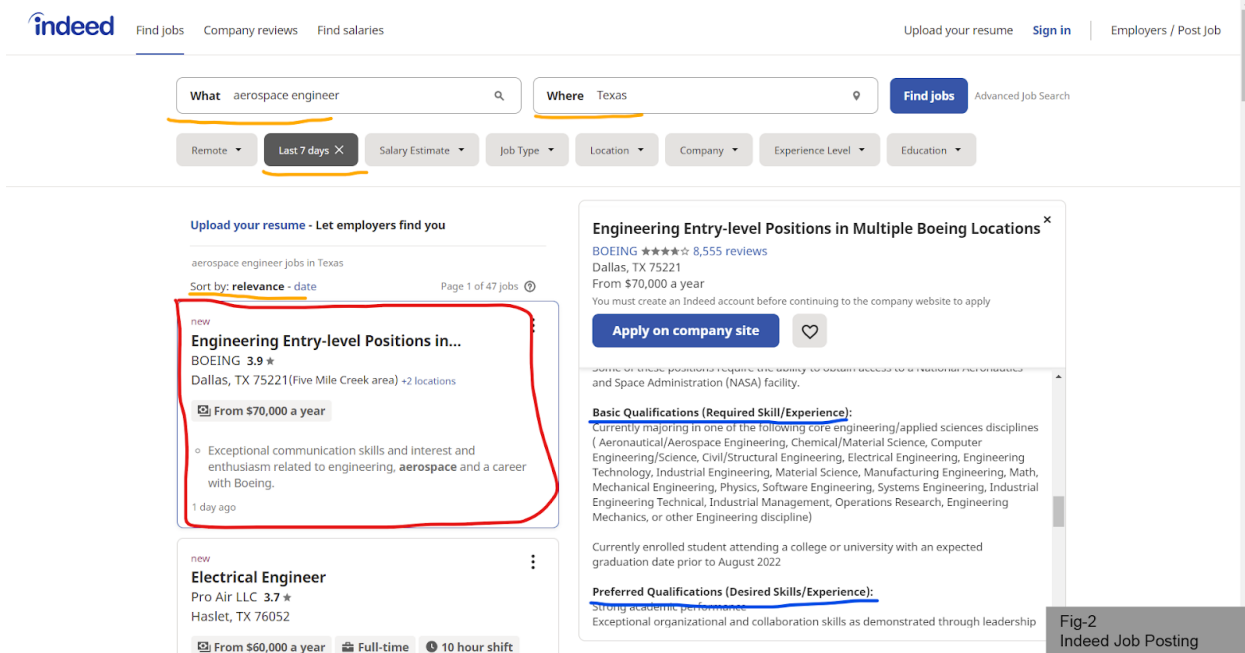 indeed
Find jobs
Company reviews
Find salaries
Upload your resume
Sign in
Employers / Post Job
What aerospace engineer
Where Texas
Find jobs
Advanced Job Search
Remote
Last 7 days X
Salary Estimate
Job Type
Location
Company
Experience Level
Education
Upload your resume - Let employers find you
aerospace engineer jobs in Texas
Sort by: relevance - date
Page 1 of 47 jobs
new
Engineering Entry-level Positions in...
BOEING 3.9 ★
Dallas, TX 75221(Five Mile Creek area) +2 locations
From $70,000 a year
Exceptional communication skills and interest and
enthusiasm related to engineering, aerospace and a career
with Boeing.
1 day ago
new
Electrical Engineer
Pro Air LLC 3.7 ★
Haslet, TX 76052
From $60,000 a year
Full-time
10 hour shift
Engineering Entry-level Positions in Multiple Boeing Locations
BOEING ★★★★☆ 8,555 reviews
Dallas, TX 75221
From $70,000 a year
You must create an Indeed account before continuing to the company website to apply
Apply on company site
Some of these positions require the ability to obtain access to a National Aeronautics
and Space Administration (NASA) facility.
Basic Qualifications (Required Skill/Experience):
Currently majoring in one of the following core engineering/applied sciences disciplines
( Aeronautical/Aerospace Engineering, Chemical/Material Science, Computer
Engineering/Science, Civil/Structural Engineering, Electrical Engineering, Engineering
Technology, Industrial Engineering, Material Science, Manufacturing Engineering, Math,
Mechanical Engineering, Physics, Software Engineering, Systems Engineering, Industrial
Engineering Technical, Industrial Management, Operations Research, Engineering
Mechanics, or other Engineering discipline)
Currently enrolled student attending a college or university with an expected
graduation date prior to August 2022
Preferred Qualifications (Desired Skills/Experience):
Strong academic performance
Exceptional organizational and collaboration skills as demonstrated through leadership
Fig-2
Indeed Job Posting